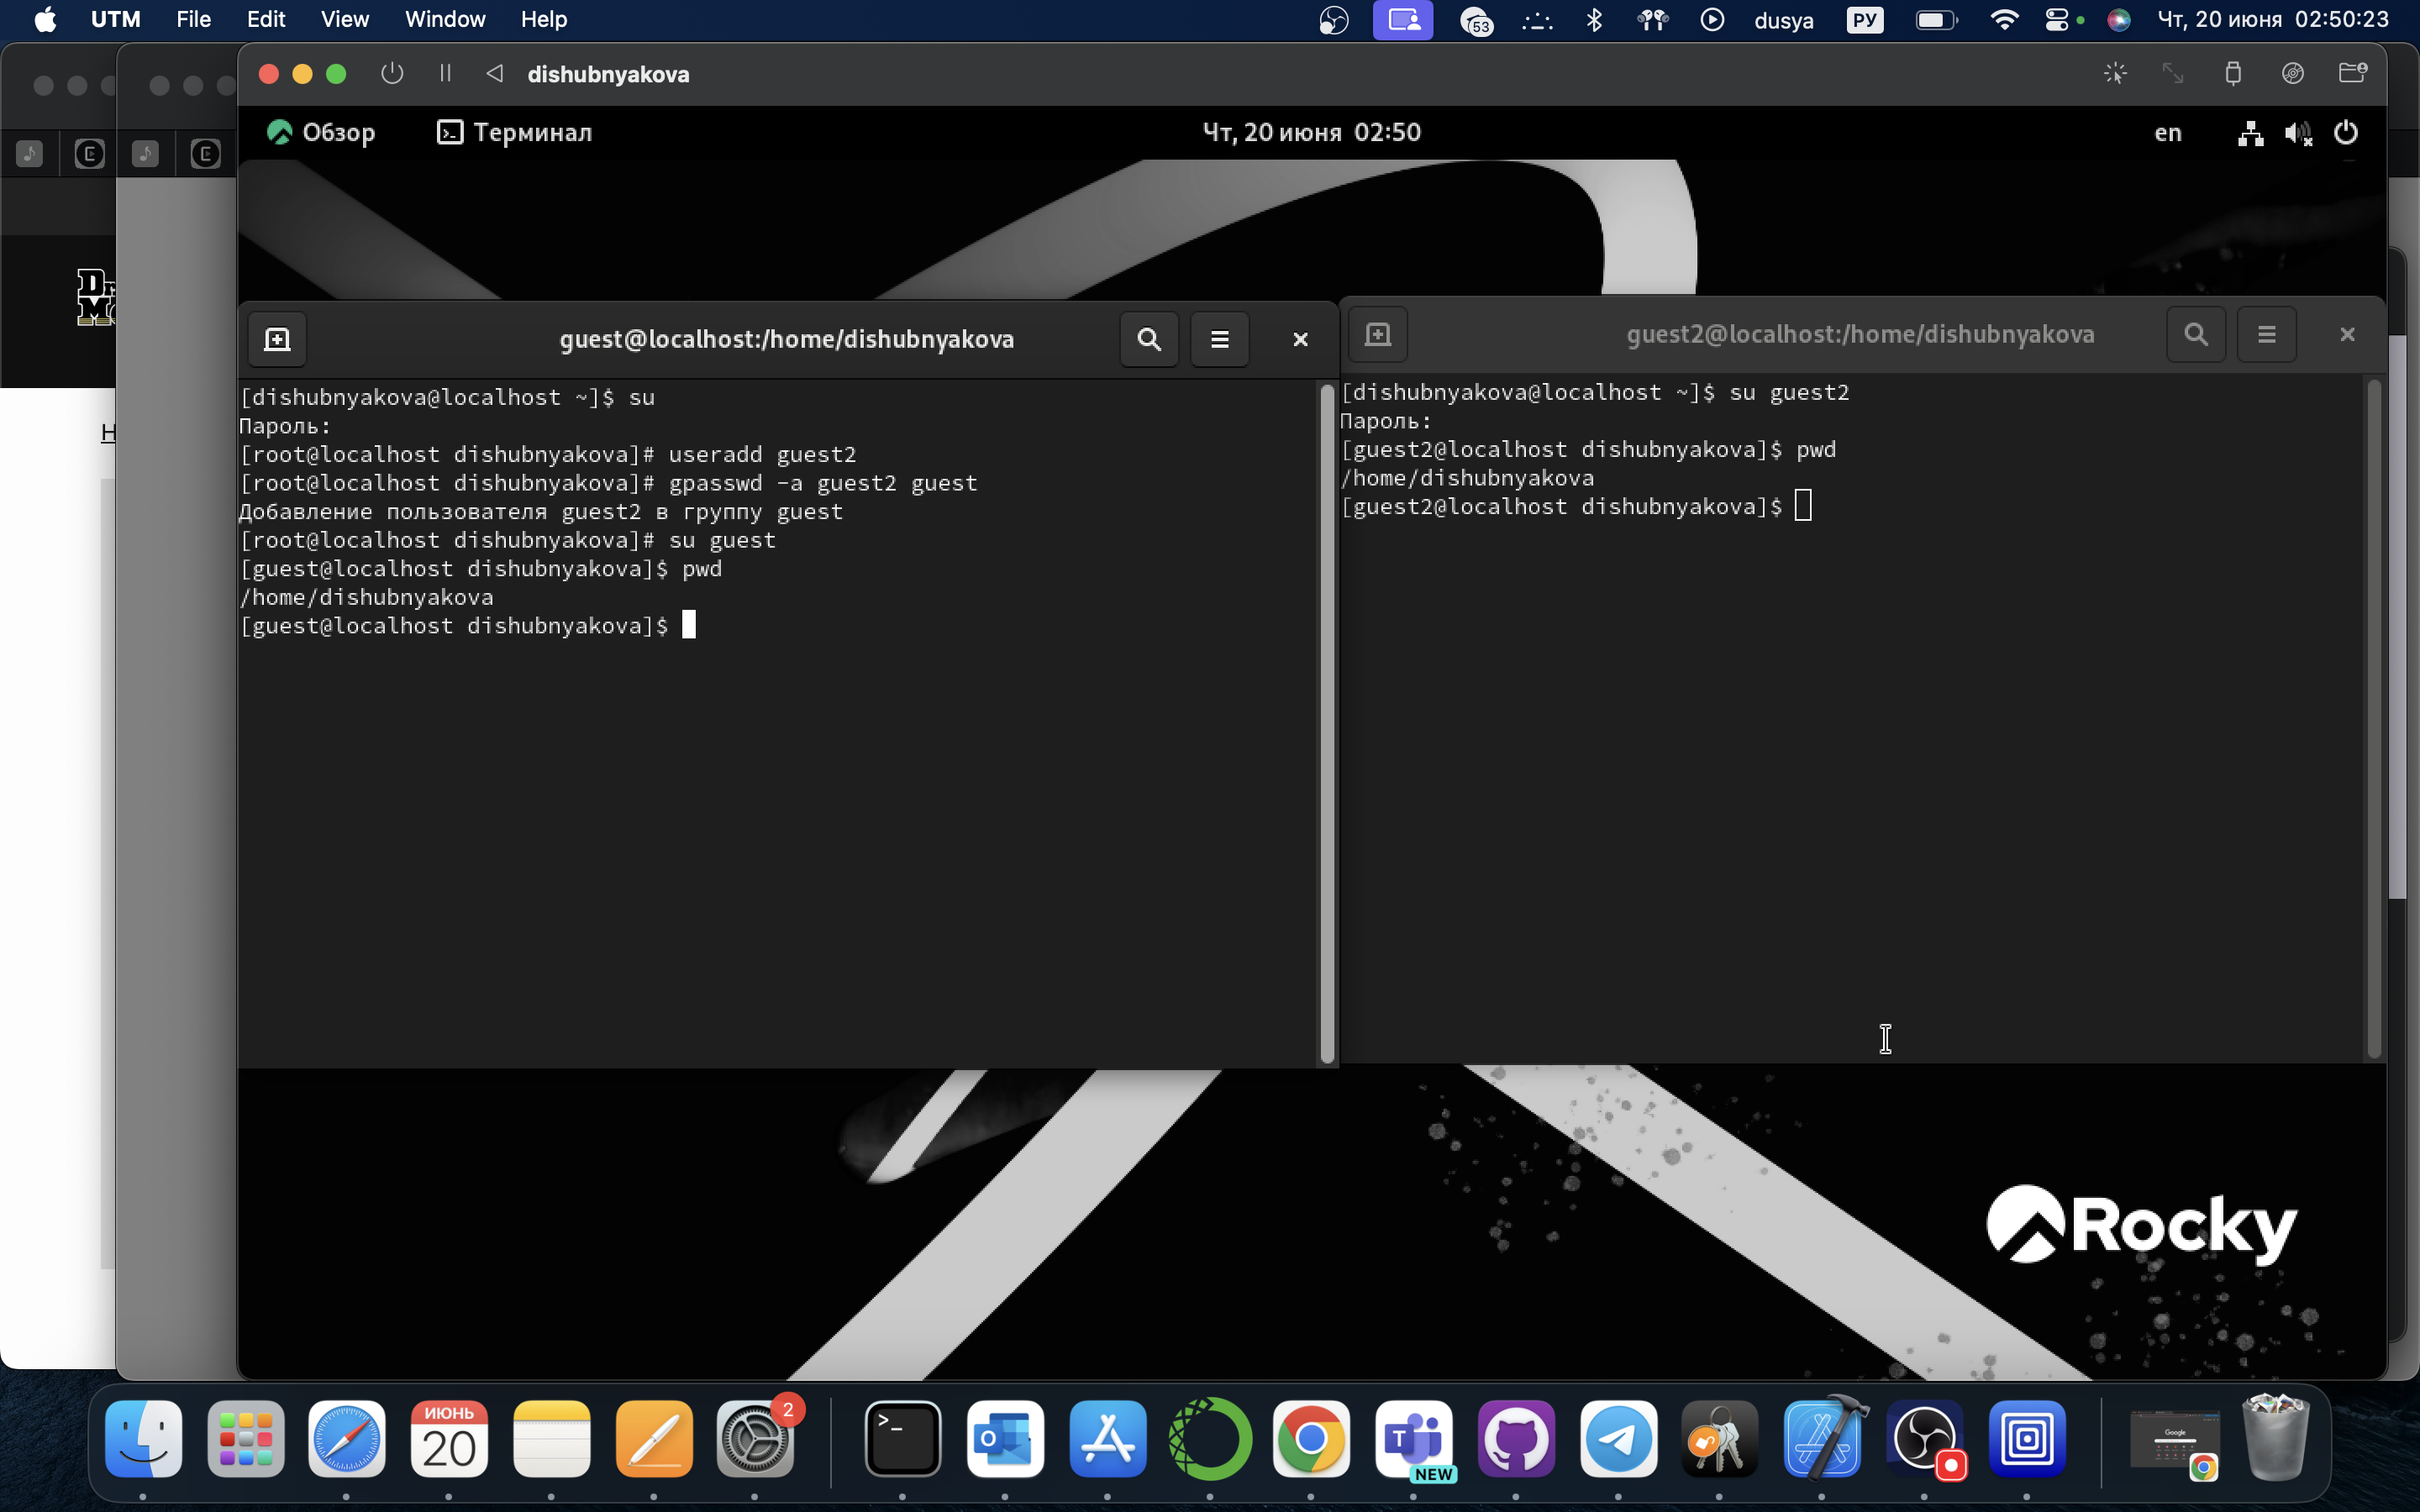 UTM File Edit View Window Help
53 dusya РУ Чт, 20 июня 02:50:23
dishubnyakova
Обзор Терминал Чт, 20 июня 02:50 en
guest@localhost:/home/dishubnyakova
[dishubnyakova@localhost ~]$ su
Пароль:
[root@localhost dishubnyakova]# useradd guest2
[root@localhost dishubnyakova]# gpasswd -a guest2 guest
Добавление пользователя guest2 в группу guest
[root@localhost dishubnyakova]# su guest
[guest@localhost dishubnyakova]$ pwd
/home/dishubnyakova
[guest@localhost dishubnyakova]$
guest2@localhost:/home/dishubnyakova
[dishubnyakova@localhost ~]$ su guest2
Пароль:
[guest2@localhost dishubnyakova]$ pwd
/home/dishubnyakova
[guest2@localhost dishubnyakova]$
Rocky
ИЮНЬ
20
2
NEW
Google